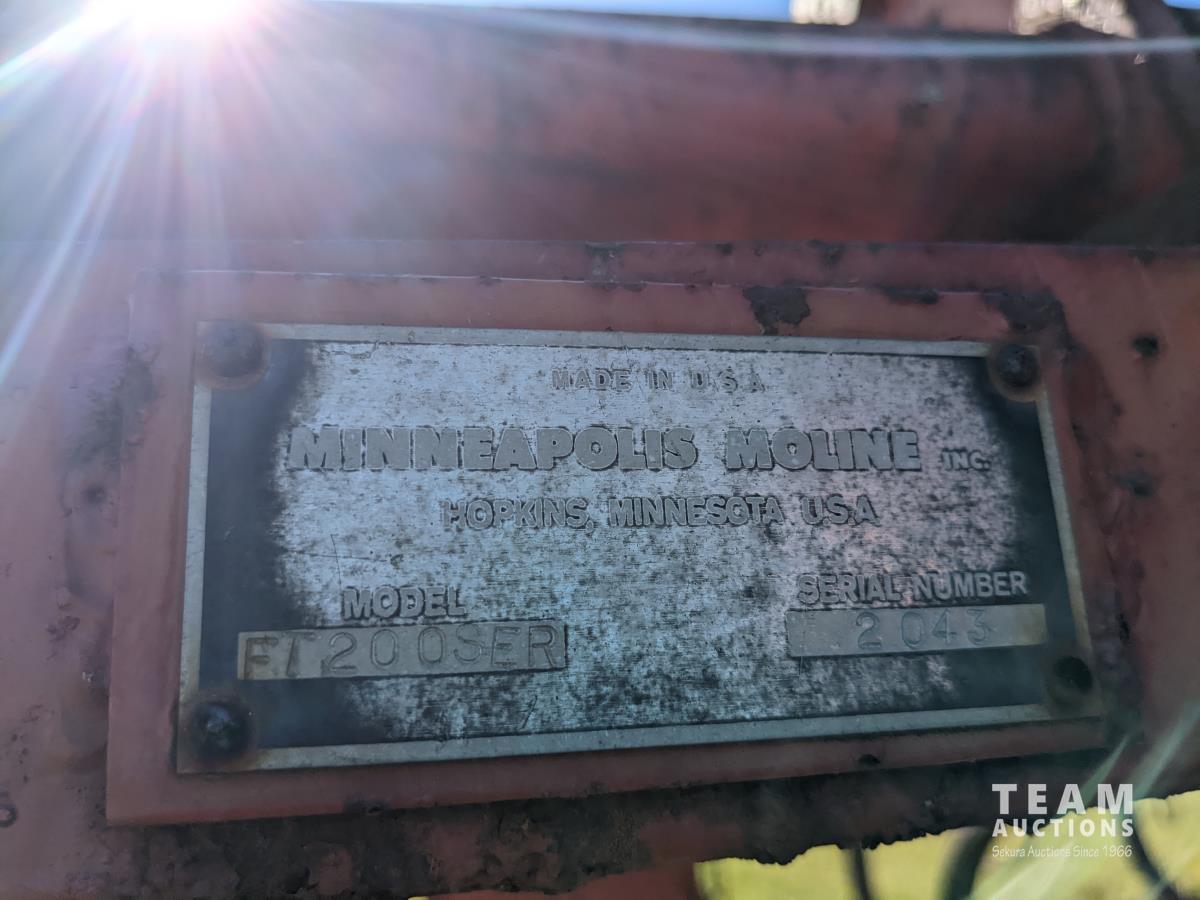 MADE IN U.S.A.
MINNEAPOLIS MOLINE INC.
HOPKINS, MINNESOTA U.S.A.
MODEL
FT200SER
SERIAL NUMBER
2043
TEAM
AUCTIONS
Sekura Auctions Since 1966